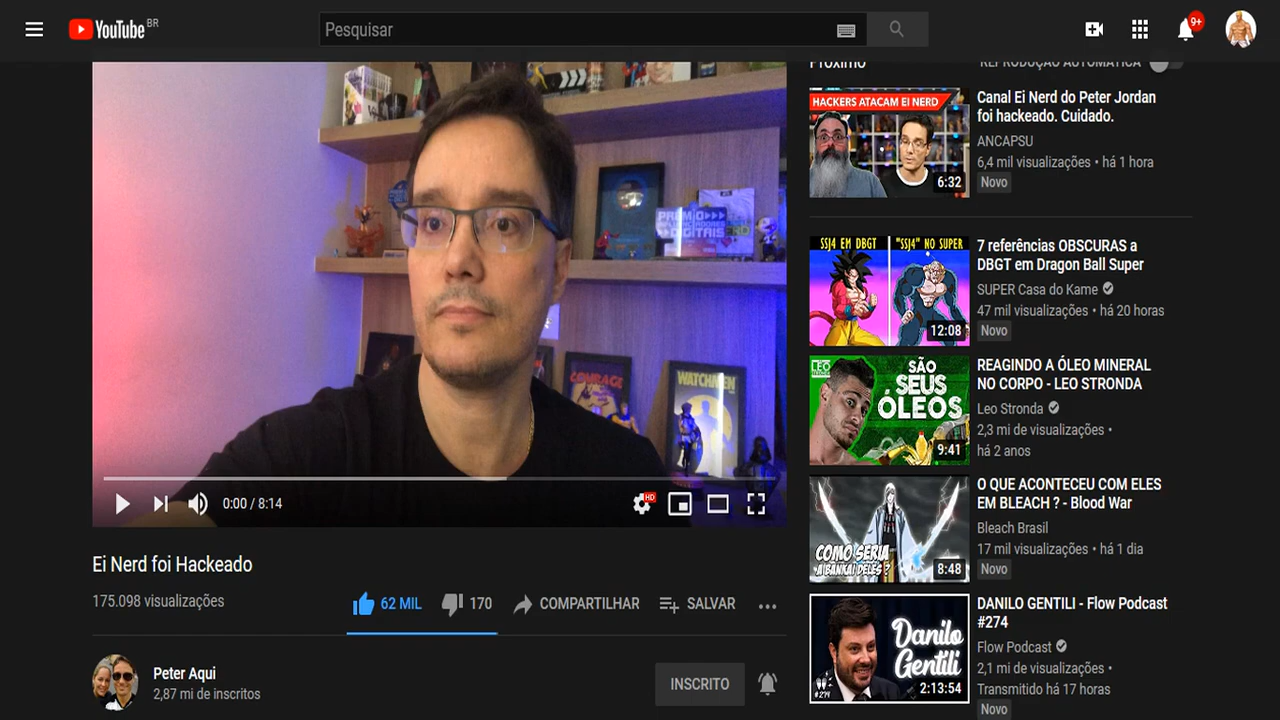 YouTube BR
Pesquisar
9+
PRÊMIO
INFLUENCIADORES
DIGITAIS
NERD
COURAGE
WATCHMEN
0:00 / 8:14
HD
Ei Nerd foi Hackeado
175.098 visualizações
62 MIL
170
COMPARTILHAR
SALVAR
Peter Aqui
2,87 mi de inscritos
INSCRITO
Próximo
REPRODUÇÃO AUTOMÁTICA
HACKERS ATACAM EI NERD
6:32
Canal Ei Nerd do Peter Jordan
foi hackeado. Cuidado.
ANCAPSU
6,4 mil visualizações • há 1 hora
Novo
SSJ4 EM DBGT
"SSJ4" NO SUPER
12:08
7 referências OBSCURAS a
DBGT em Dragon Ball Super
SUPER Casa do Kame
47 mil visualizações • há 20 horas
Novo
LEO
STRONDA
SÃO
SEUS
ÓLEOS
9:41
REAGINDO A ÓLEO MINERAL
NO CORPO - LEO STRONDA
Leo Stronda
2,3 mi de visualizações •
há 2 anos
COMO SERIA
A BANKAI DELES ?
8:48
O QUE ACONTECEU COM ELES
EM BLEACH ? - Blood War
Bleach Brasil
17 mil visualizações • há 1 dia
Novo
Danilo
Gentili
#274
2:13:54
DANILO GENTILI - Flow Podcast
#274
Flow Podcast
2,1 mi de visualizações •
Transmitido há 17 horas
Novo